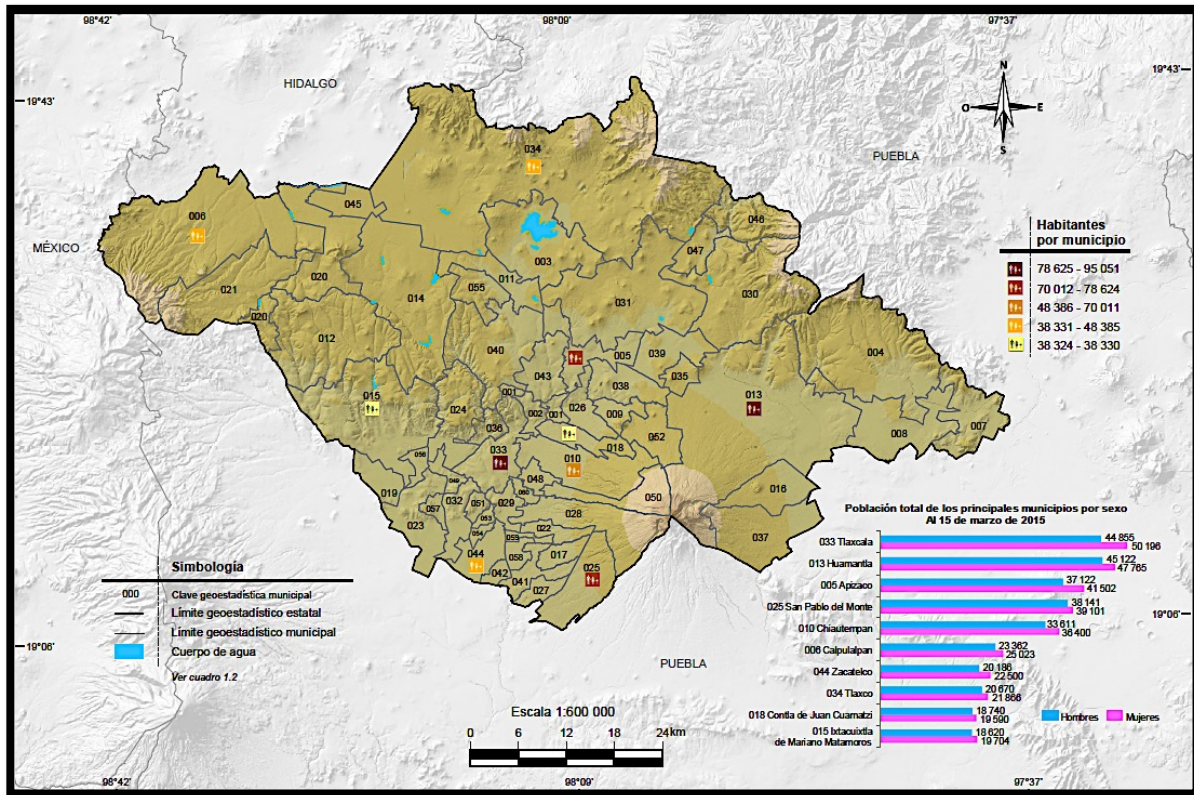 98°42'
98°09'
97°37'
19°43'
19°43'
HIDALGO
N
O
E
S
PUEBLA
MÉXICO
034
006
045
046
047
003
020
021
011
055
014
031
030
020
012
040
005
039
004
043
035
038
013
015
001
024
002
001
026
009
036
052
008
007
033
018
056
010
049
048
050
016
019
057
032
051
029
060
028
023
053
054
022
037
059
044
058
017
025
042
041
027
Habitantes
por municipio
78 625 - 95 051
70 012 - 78 624
48 386 - 70 011
38 331 - 48 385
38 324 - 38 330
Simbología
000 Clave geoestadística municipal
Límite geoestadístico estatal
Límite geoestadístico municipal
Cuerpo de agua
Ver cuadro 1.2
Población total de los principales municipios por sexo
Al 15 de marzo de 2015
033 Tlaxcala 44 855
50 196
013 Huamantla 45 122
47 765
005 Apizaco 37 122
41 502
025 San Pablo del Monte 38 141
39 101
010 Chiautempan 33 611
36 400
006 Calpulalpan 23 362
25 023
044 Zacatelco 20 186
22 500
034 Tlaxco 20 670
21 866
018 Contla de Juan Cuamatzi 18 740
19 590
015 Ixtacuixtla 18 620
de Mariano Matamoros 19 704
Hombres Mujeres
PUEBLA
Escala 1:600 000
0 6 12 18 24km
19°06'
19°06'
98°42'
98°09'
97°37'